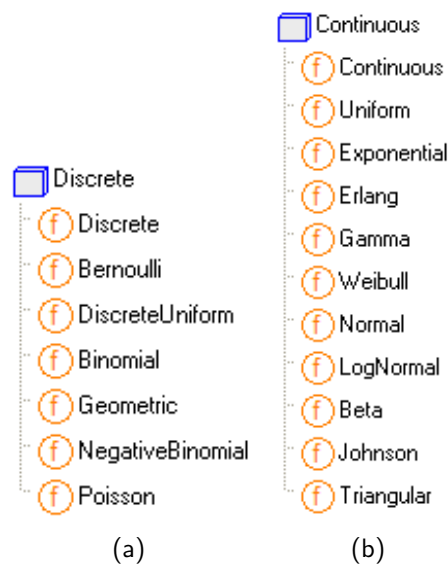 Discrete
Discrete
Bernoulli
DiscreteUniform
Binomial
Geometric
NegativeBinomial
Poisson
(a)
Continuous
Continuous
Uniform
Exponential
Erlang
Gamma
Weibull
Normal
LogNormal
Beta
Johnson
Triangular
(b)